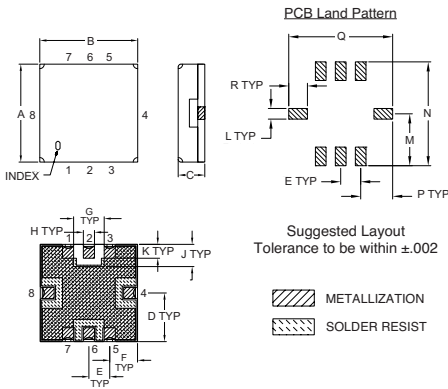 PCB Land Pattern
B
7 6 5
A
8
4
INDEX
1 2 3
C
Q
R TYP
L TYP
N
M
E TYP
P TYP
G
TYP
H TYP
1 2 3
K TYP
J TYP
J
8
4
D TYP
7 6 5
E
TYP
F
TYP
Suggested Layout
Tolerance to be within ±.002
METALLIZATION
SOLDER RESIST